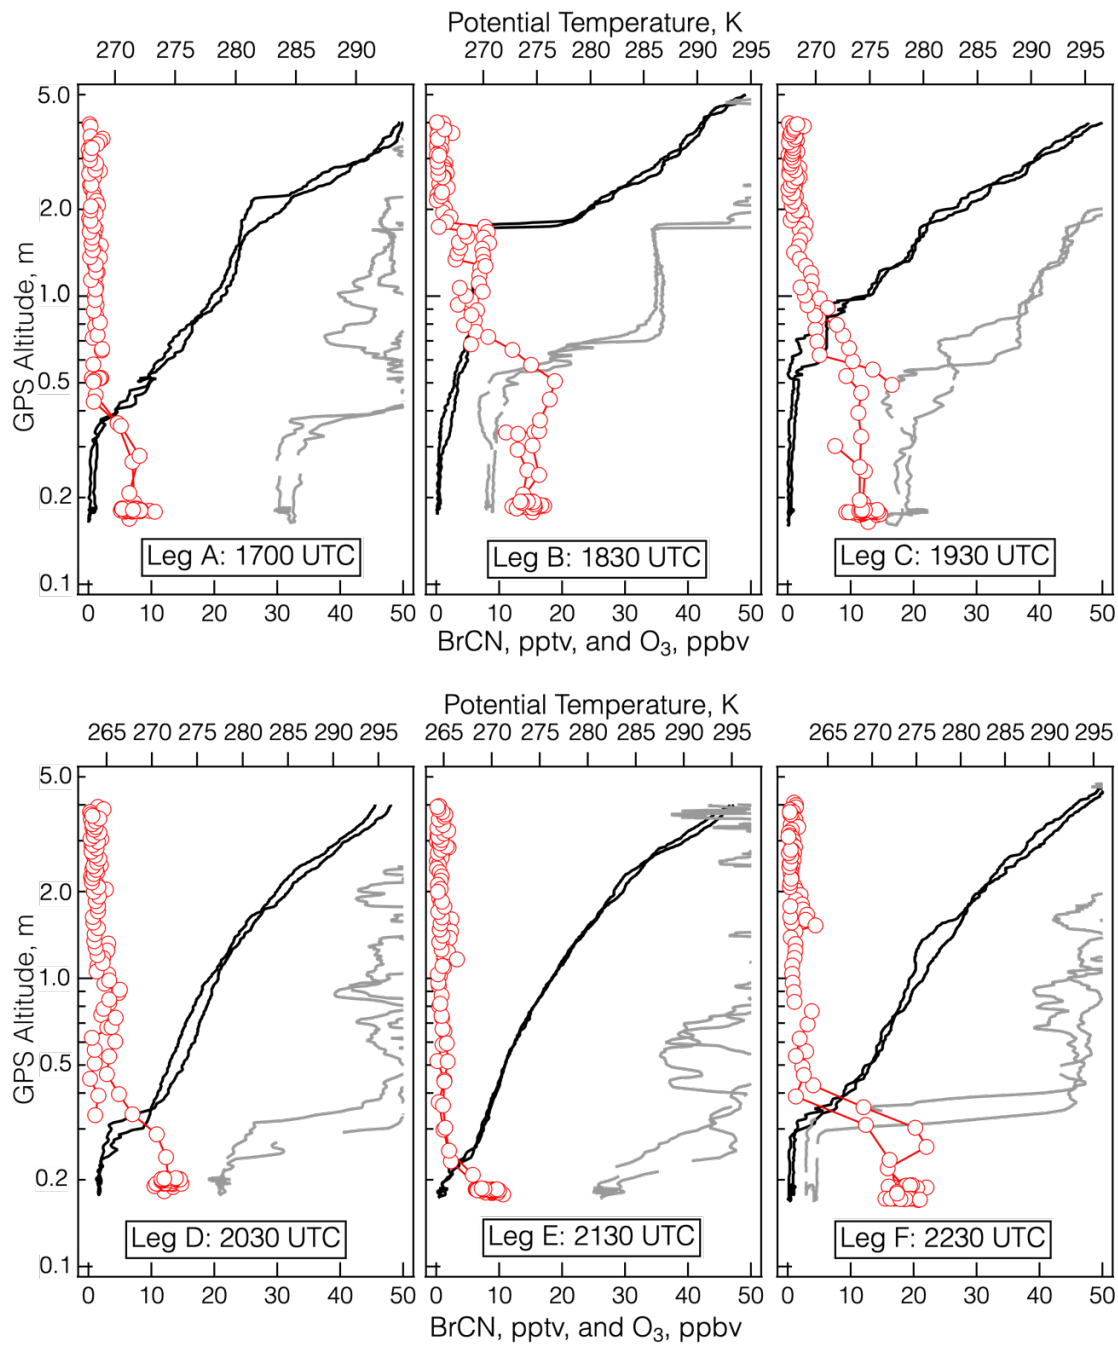 Potential Temperature, K
270 275 280 285 290
270 275 280 285 290 295
270 275 280 285 290 295
5.0
2.0
1.0
0.5
0.2
0.1
GPS Altitude, m
Leg A: 1700 UTC
Leg B: 1830 UTC
Leg C: 1930 UTC
0 10 20 30 40 50
0 10 20 30 40 50
0 10 20 30 40 50
BrCN, pptv, and O3, ppbv
Potential Temperature, K
265 270 275 280 285 290 295
265 270 275 280 285 290 295
265 270 275 280 285 290 295
5.0
2.0
1.0
0.5
0.2
0.1
GPS Altitude, m
Leg D: 2030 UTC
Leg E: 2130 UTC
Leg F: 2230 UTC
0 10 20 30 40 50
0 10 20 30 40 50
0 10 20 30 40 50
BrCN, pptv, and O3, ppbv